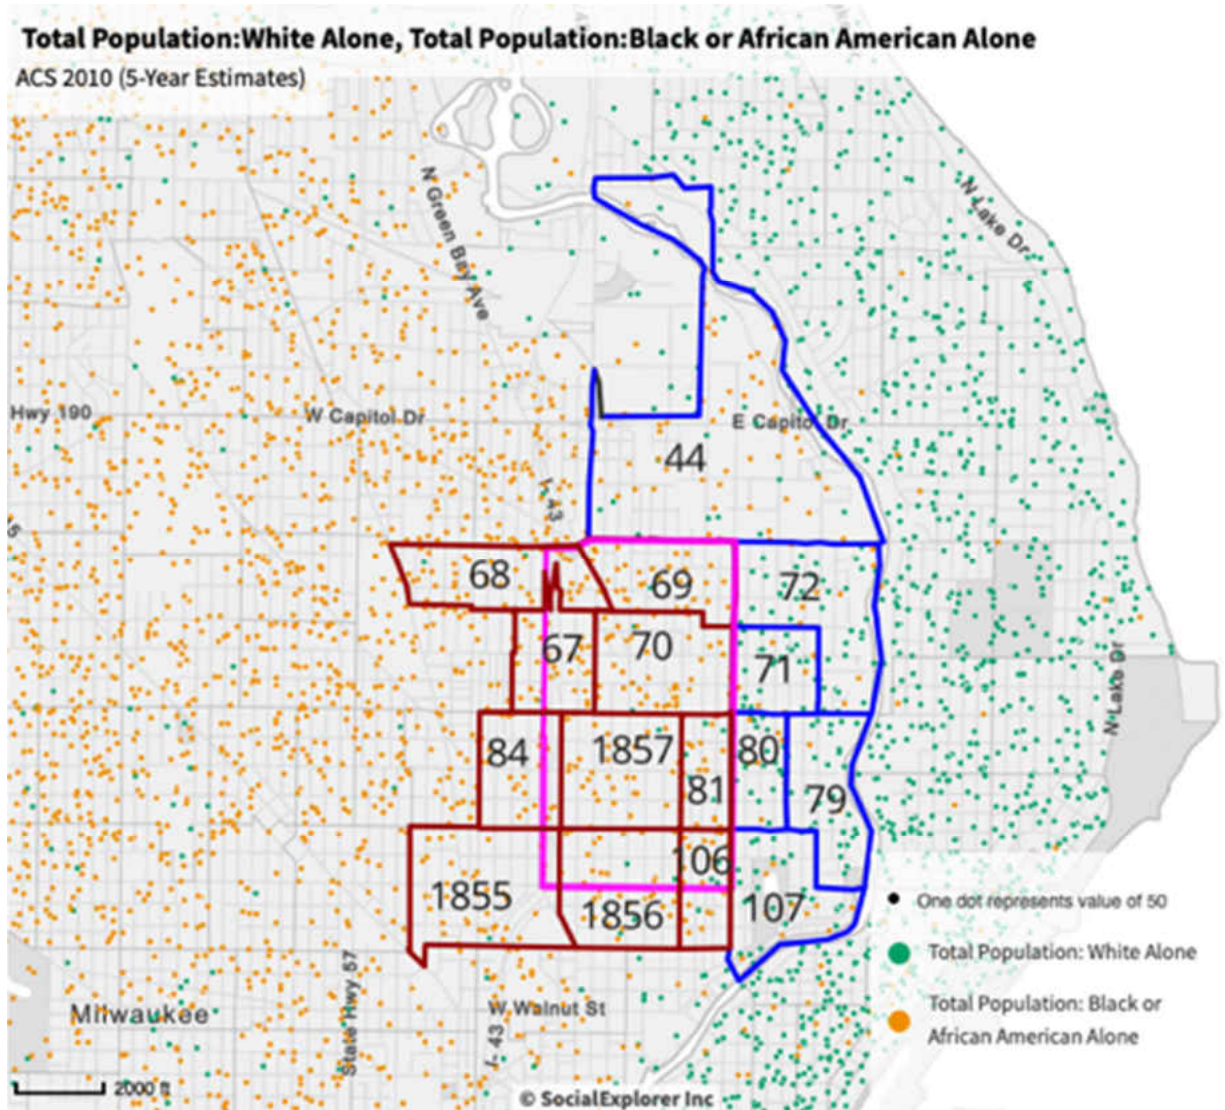 Total Population:White Alone, Total Population:Black or African American Alone
ACS 2010 (5-Year Estimates)
N Green Bay Ave
N Lake Dr
Hwy 190
W Capitol Dr
E Capitol Dr
44
I- 43
68
69
72
67
70
71
N Lake Dr
84
1857
80
81
79
106
1855
1856
107
One dot represents value of 50
Total Population: White Alone
Total Population: Black or
African American Alone
State Hwy 57
Milwaukee
W Walnut St
I- 43
2000 ft
© SocialExplorer Inc